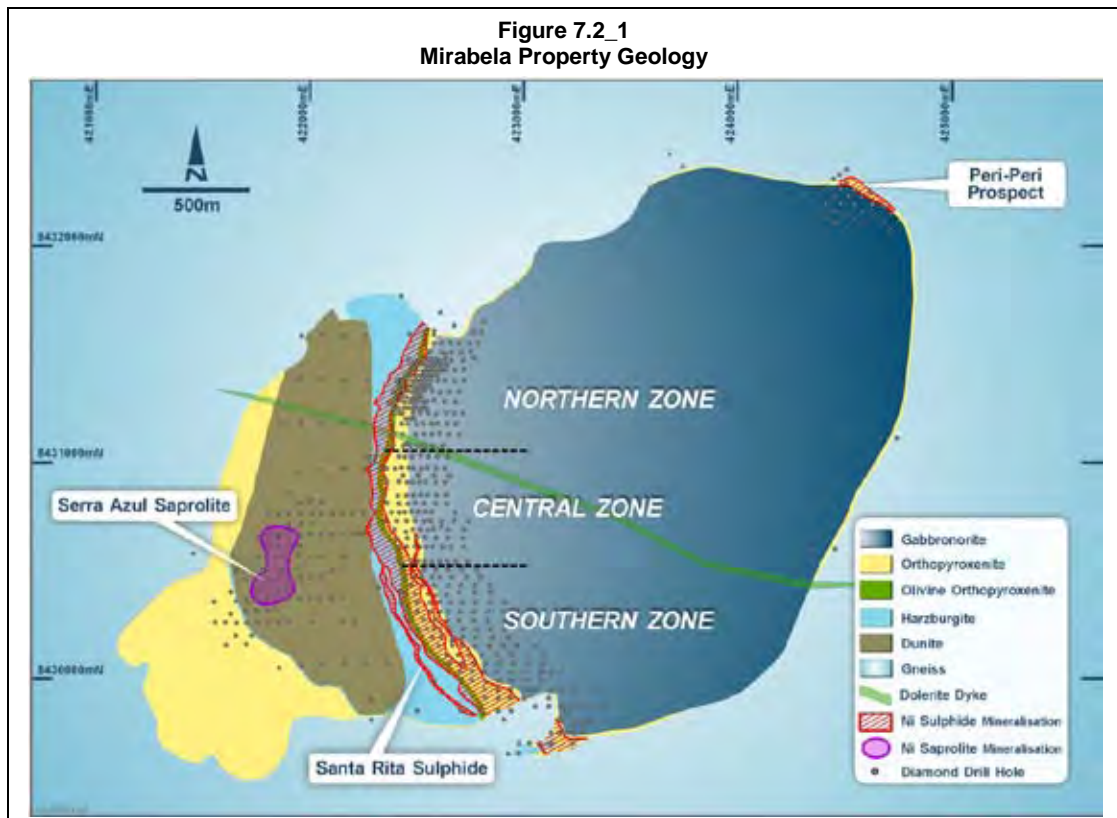 Figure 7.2_1
Mirabela Property Geology
421000mE
422000mE
423000mE
424000mE
425000mE
N
500m
Peri-Peri
Prospect
8432000mN
NORTHERN ZONE
8431000mN
Serra Azul Saprolite
CENTRAL ZONE
SOUTHERN ZONE
8430000mN
Santa Rita Sulphide
Gabbronorite
Orthopyroxenite
Olivine Orthopyroxenite
Harzburgite
Dunite
Gneiss
Dolerite Dyke
Ni Sulphide Mineralisation
Ni Saprolite Mineralisation
Diamond Drill Hole